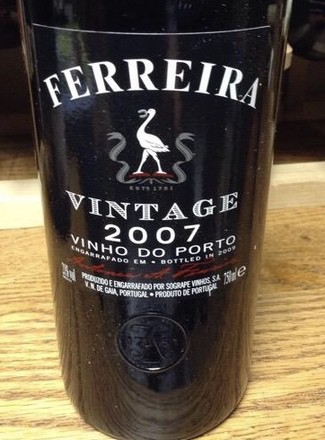 FERREIRA
ESTD 1751
VINTAGE
2007
VINHO DO PORTO
ENGARRAFADO EM • BOTTLED IN 2009
PRODUZIDO E ENGARRAFADO POR SOGRAPE VINHOS, S.A.
V. N. DE GAIA, PORTUGAL • PRODUTO DE PORTUGAL
750 ml e